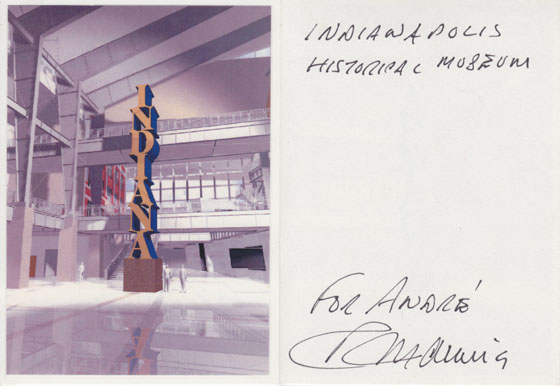 INDIANA
INDIANAPOLIS
HISTORICAL MUSEUM
FOR ANDRÉ